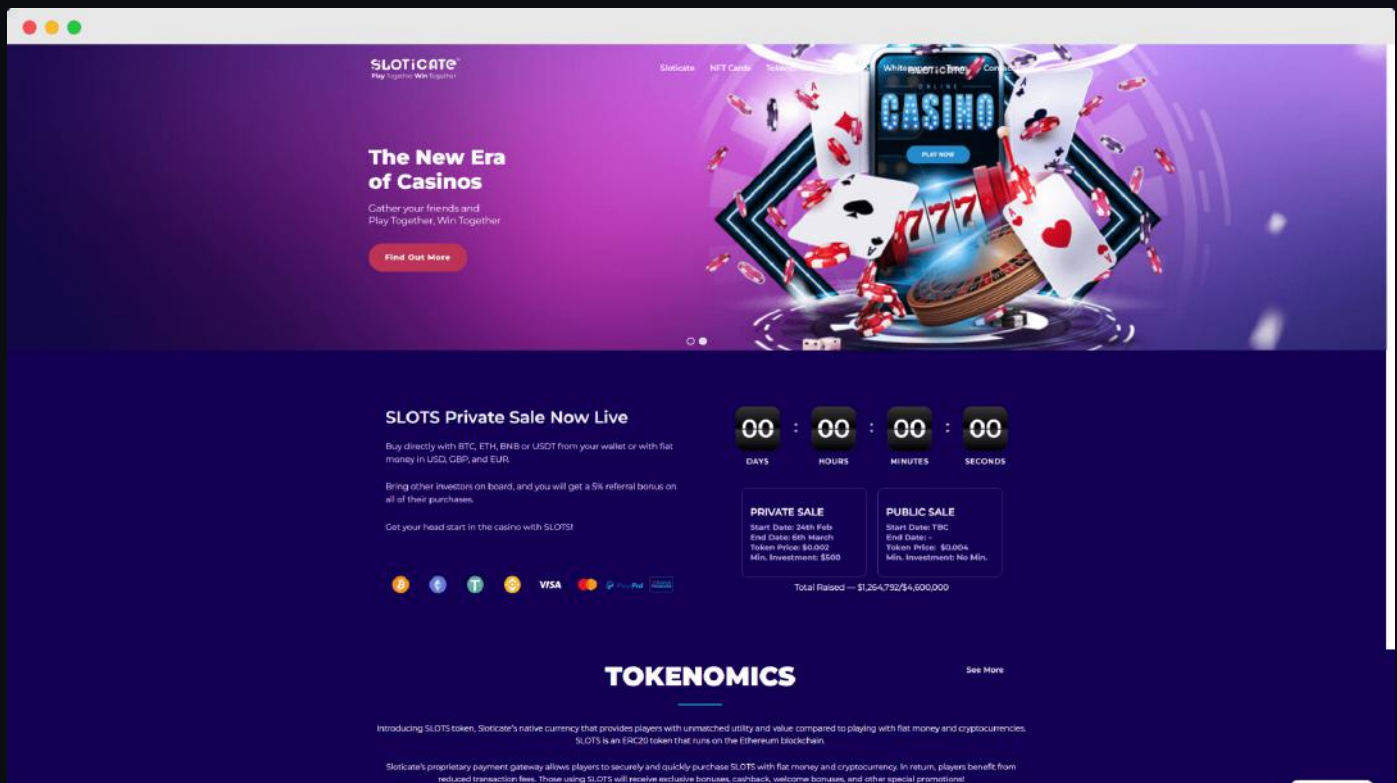 SLOTiCATE
Play Together Win Together
Sloticate NFT Cards Whitepaper Team
ONLINE
CASINO
PLAY NOW
777
The New Era
of Casinos
Gather your friends and
Play Together, Win Together
Find Out More
SLOTS Private Sale Now Live
Buy directly with BTC, ETH, BNB or USDT from your wallet or with fiat
money in USD, GBP, and EUR.
Bring other investors on board, and you will get a 5% referral bonus on
all of their purchases.
Get your head start in the casino with SLOTS!
VISA PayPal
00 : 00 : 00 : 00
DAYS HOURS MINUTES SECONDS
PRIVATE SALE
Start Date: 24th Feb
End Date: 6th March
Token Price: $0.002
Min. Investment: $500
PUBLIC SALE
Start Date: TBC
End Date: -
Token Price: $0.004
Min. Investment: No Min.
Total Raised — $1,264,792/$4,600,000
TOKENOMICS
See More
Introducing SLOTS token, Sloticate's native currency that provides players with unmatched utility and value compared to playing with fiat money and cryptocurrencies.
SLOTS is an ERC20 token that runs on the Ethereum blockchain.
Sloticate's proprietary payment gateway allows players to securely and quickly purchase SLOTS with fiat money and cryptocurrency. In return, players benefit from
reduced transaction fees. Those using SLOTS will receive exclusive bonuses, cashback, welcome bonuses, and other special promotions!